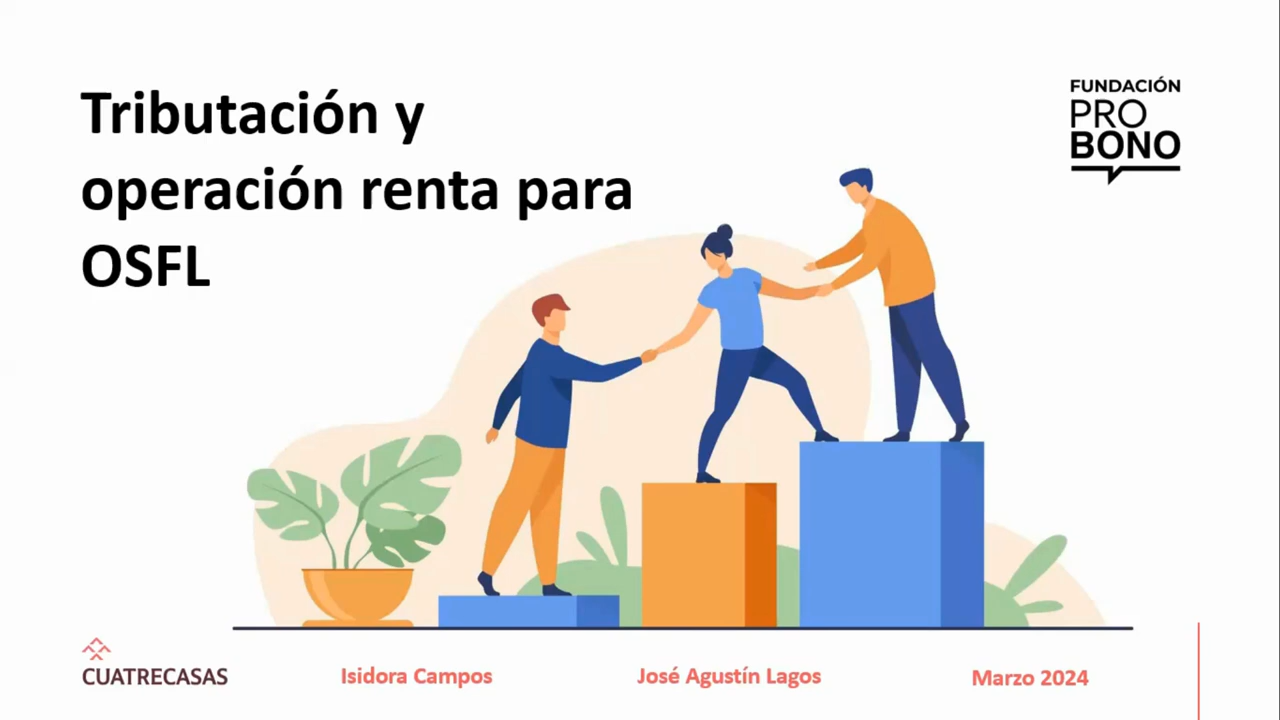 Tributación y
operación renta para
OSFL
FUNDACIÓN
PRO
BONO
CUATRECASAS
Isidora Campos
José Agustín Lagos
Marzo 2024